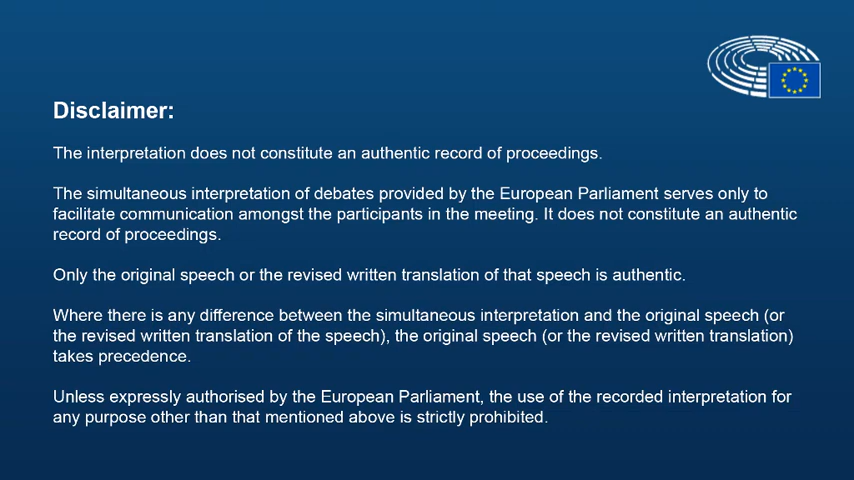 Disclaimer:
The interpretation does not constitute an authentic record of proceedings.
The simultaneous interpretation of debates provided by the European Parliament serves only to
facilitate communication amongst the participants in the meeting. It does not constitute an authentic
record of proceedings.
Only the original speech or the revised written translation of that speech is authentic.
Where there is any difference between the simultaneous interpretation and the original speech (or
the revised written translation of the speech), the original speech (or the revised written translation)
takes precedence.
Unless expressly authorised by the European Parliament, the use of the recorded interpretation for
any purpose other than that mentioned above is strictly prohibited.